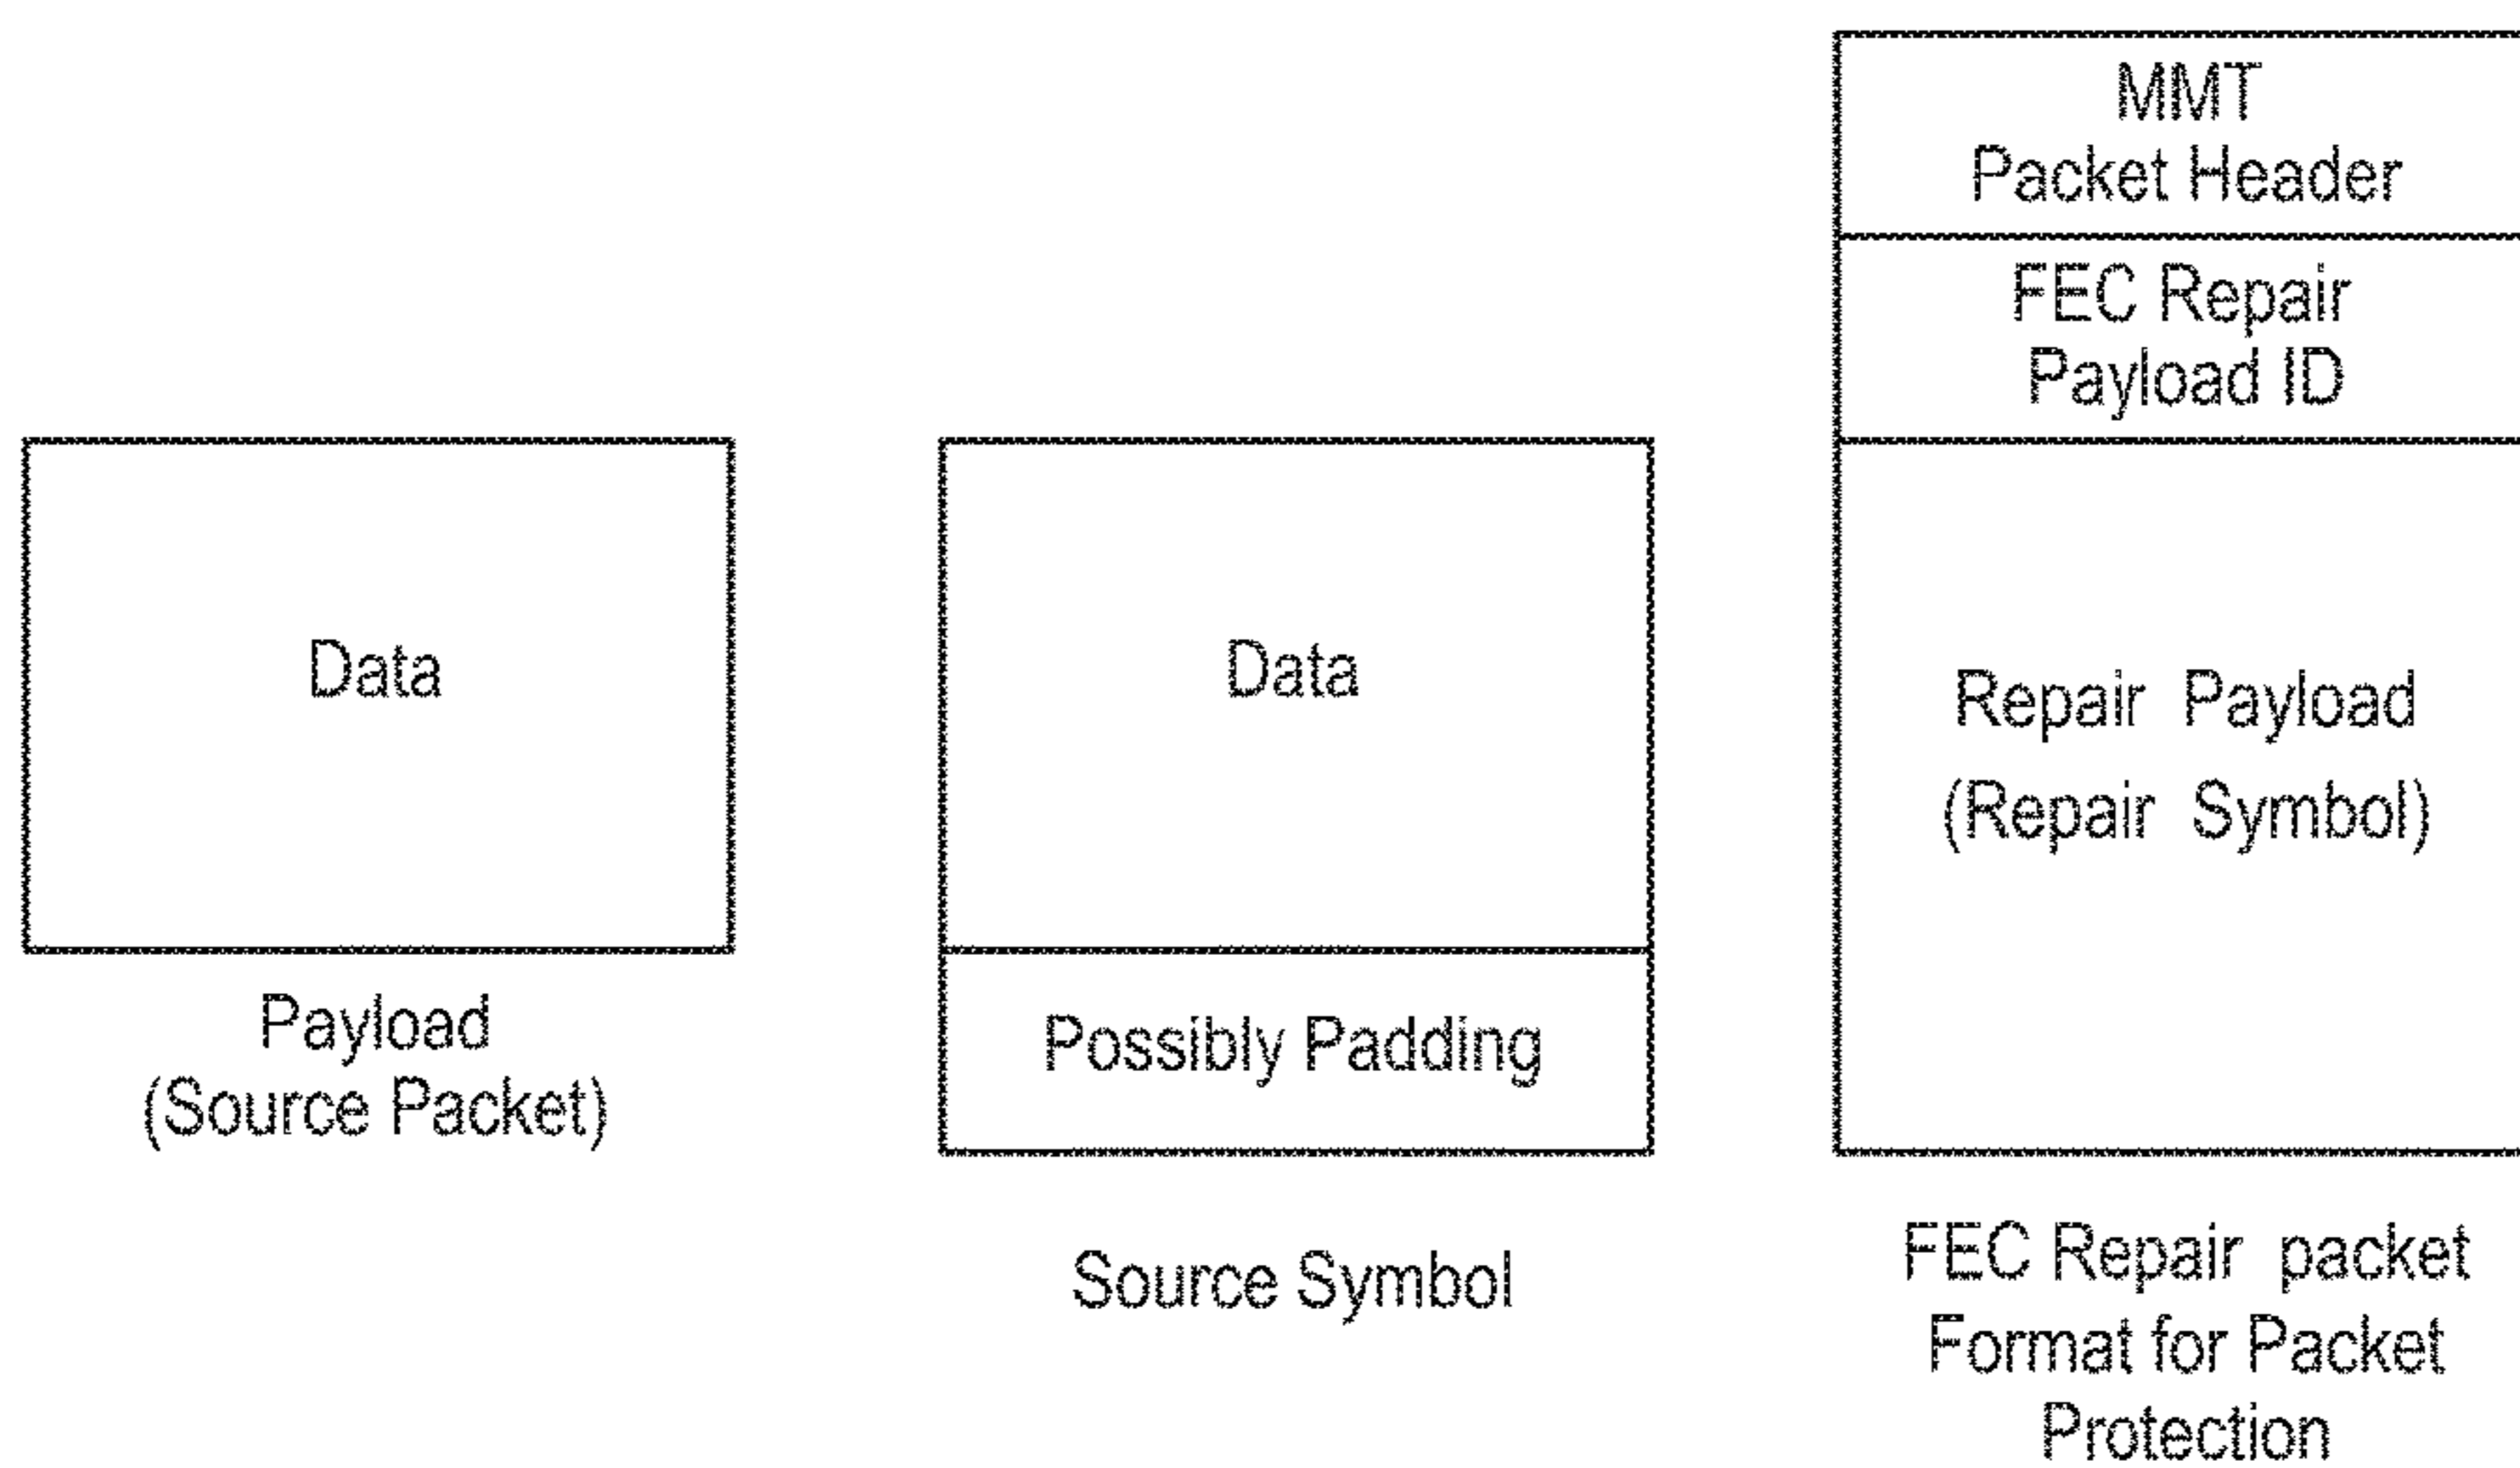 Data
Payload
(Source Packet)
Data
Possibly Padding
Source Symbol
MMT
Packet Header
FEC Repair
Payload ID
Repair Payload
(Repair Symbol)
FEC Repair packet
Format for Packet
Protection